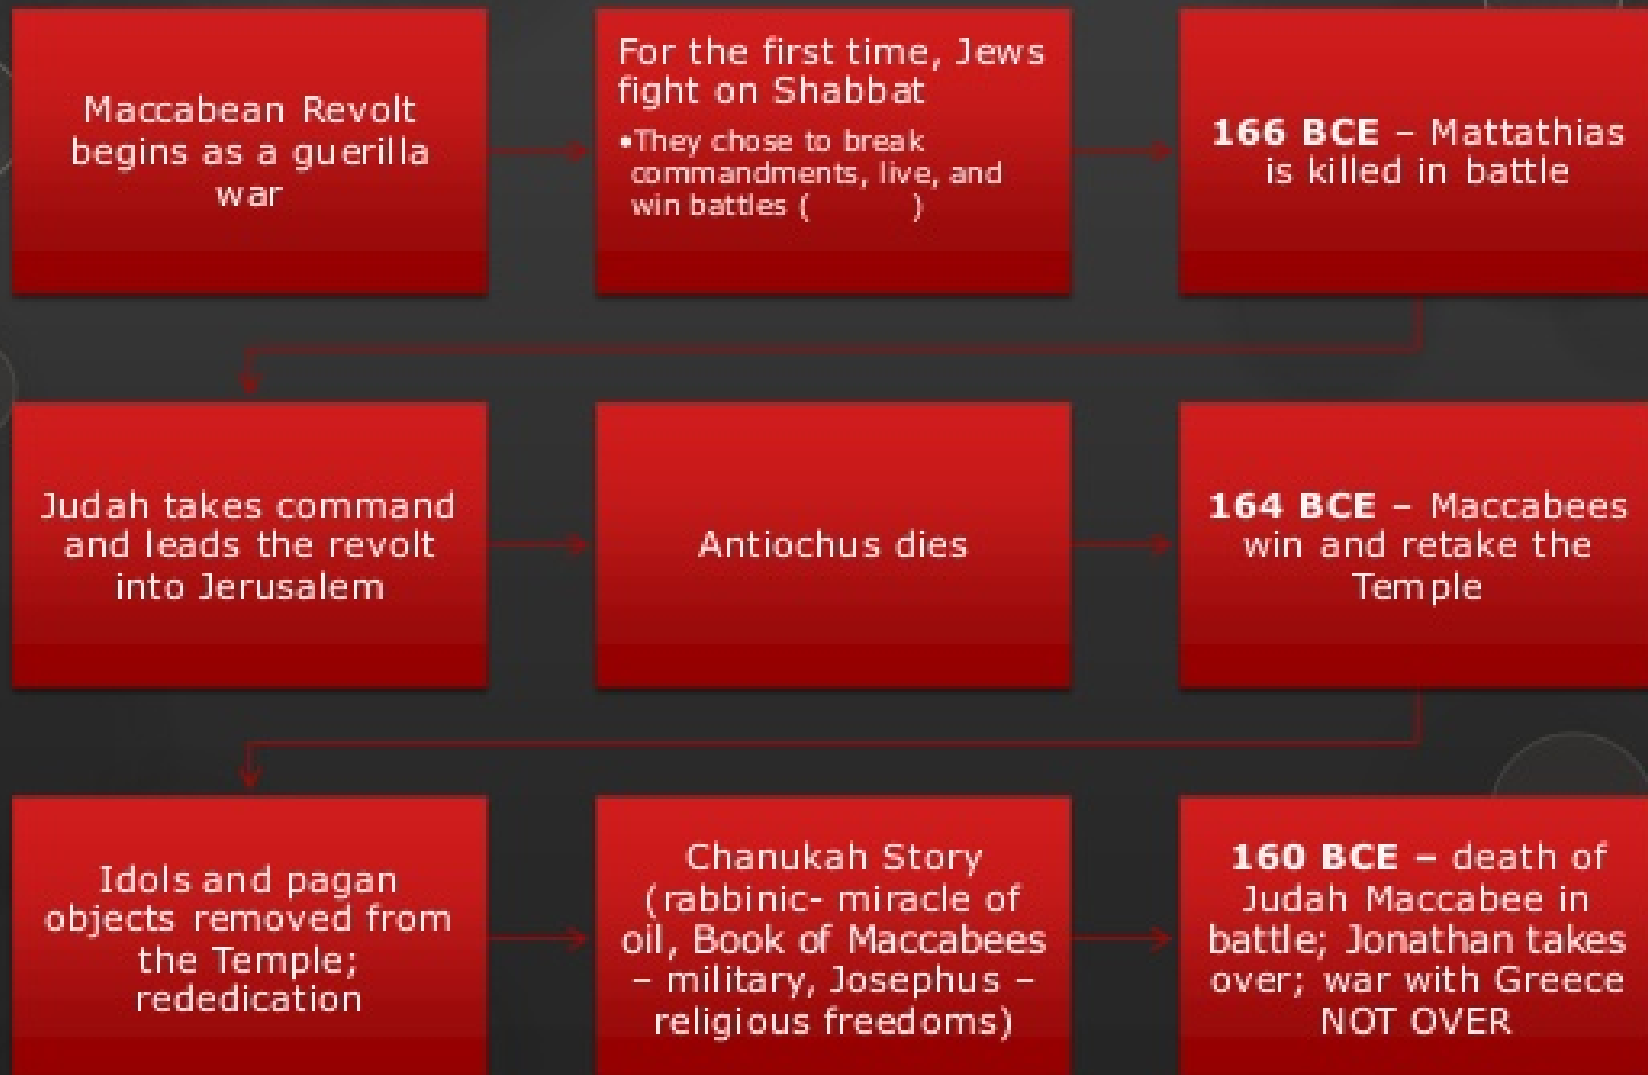 Maccabean Revolt
begins as a guerilla
war
For the first time, Jews
fight on Shabbat
•They chose to break
commandments, live, and
win battles (          )
166 BCE – Mattathias
is killed in battle
Judah takes command
and leads the revolt
into Jerusalem
Antiochus dies
164 BCE – Maccabees
win and retake the
Temple
Idols and pagan
objects removed from
the Temple;
rededication
Chanukah Story
(rabbinic- miracle of
oil, Book of Maccabees
– military, Josephus –
religious freedoms)
160 BCE – death of
Judah Maccabee in
battle; Jonathan takes
over; war with Greece
NOT OVER